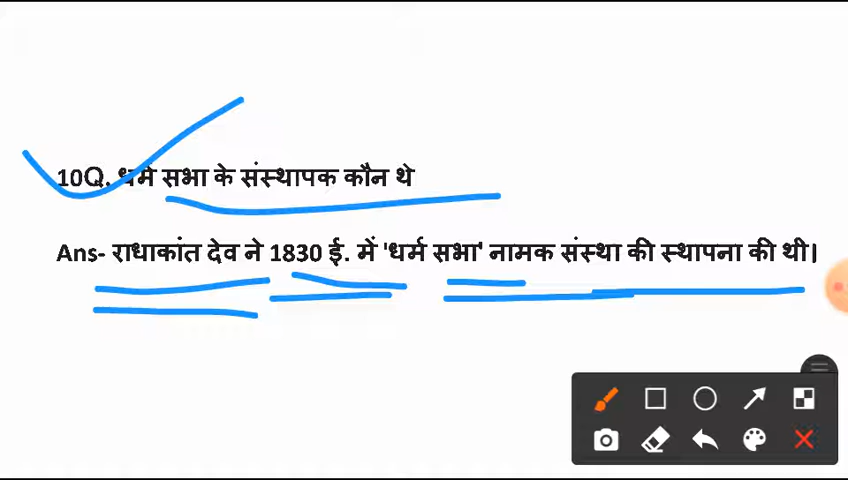 10Q. धर्म सभा के संस्थापक कौन थे
Ans- राधाकांत देव ने 1830 ई. में 'धर्म सभा' नामक संस्था की स्थापना की थी।